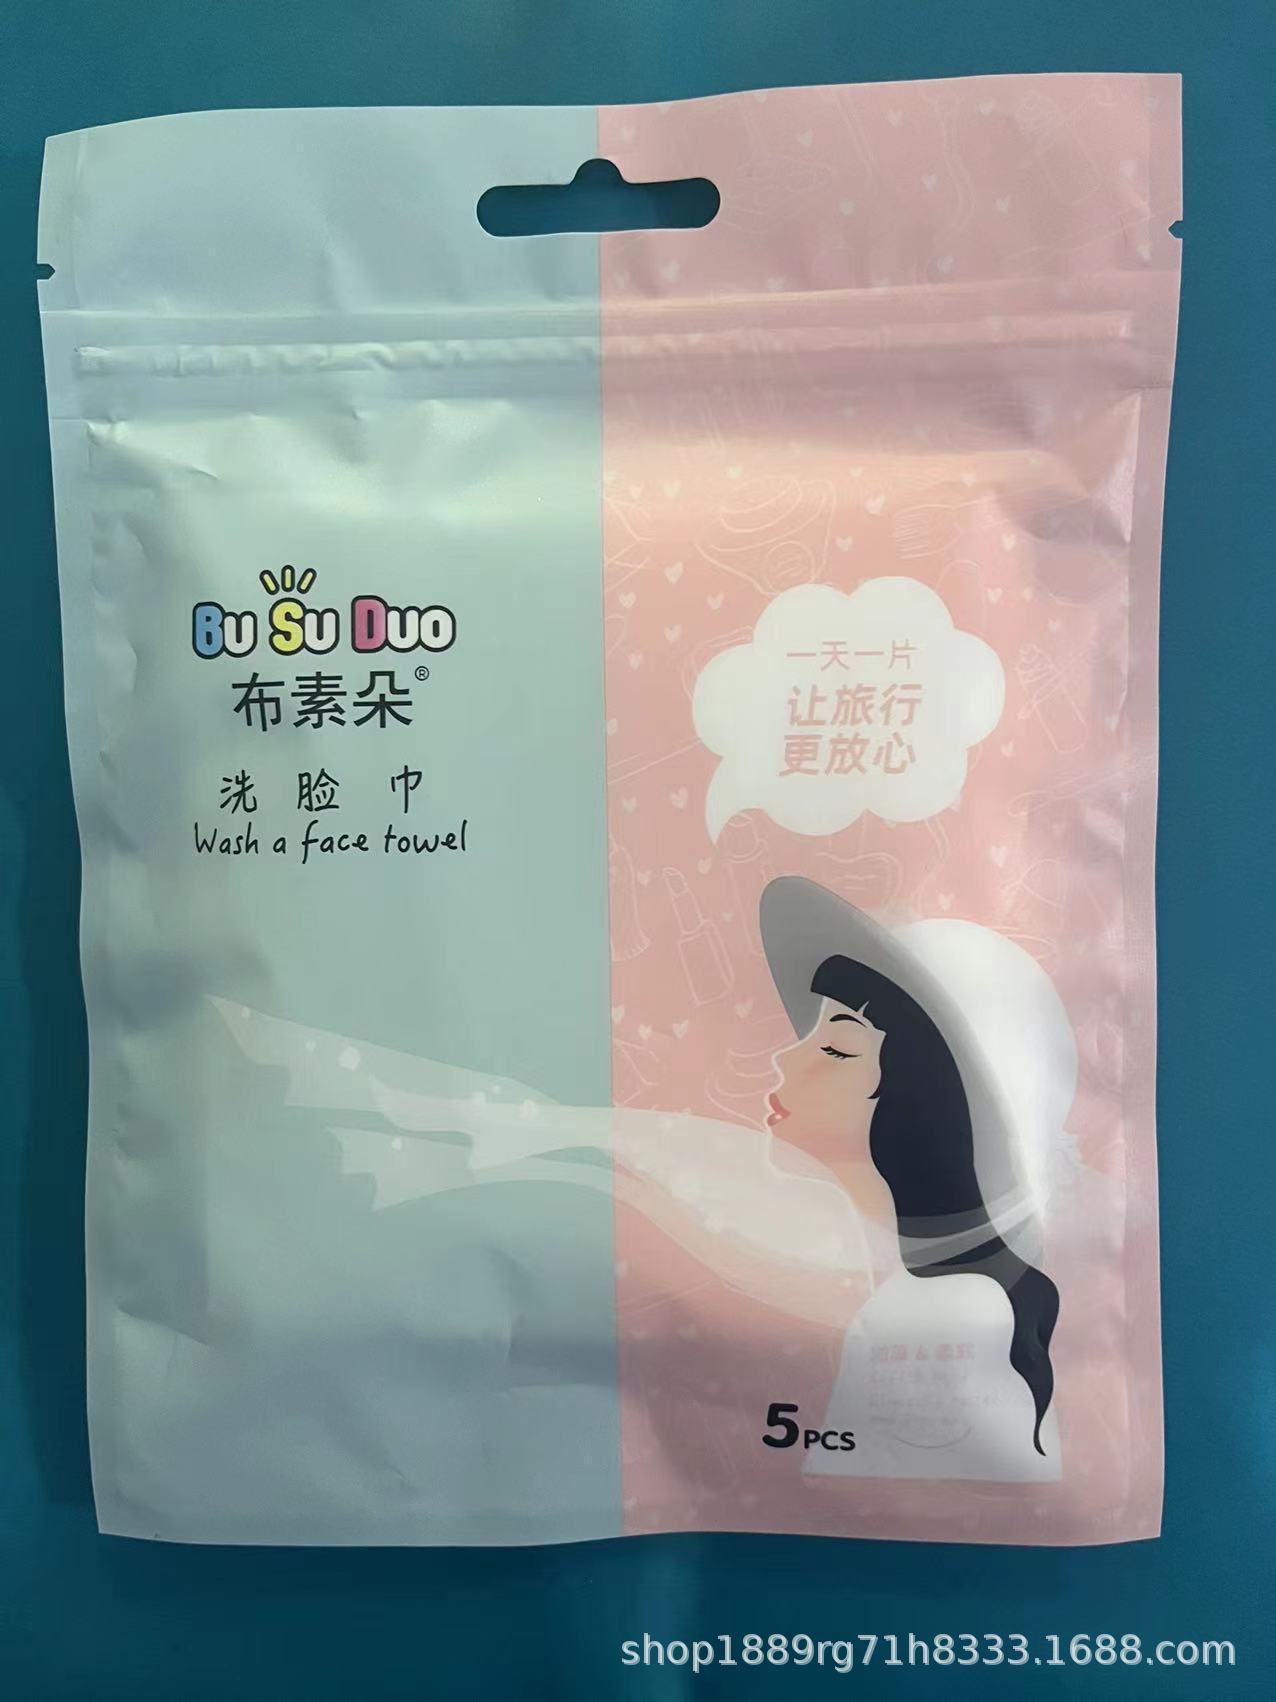 Bu Su Duo
布素朵®
洗脸巾
Wash a face towel
一天一片
让旅行
更放心
5PCS
shop1889rg71h8333.1688.com